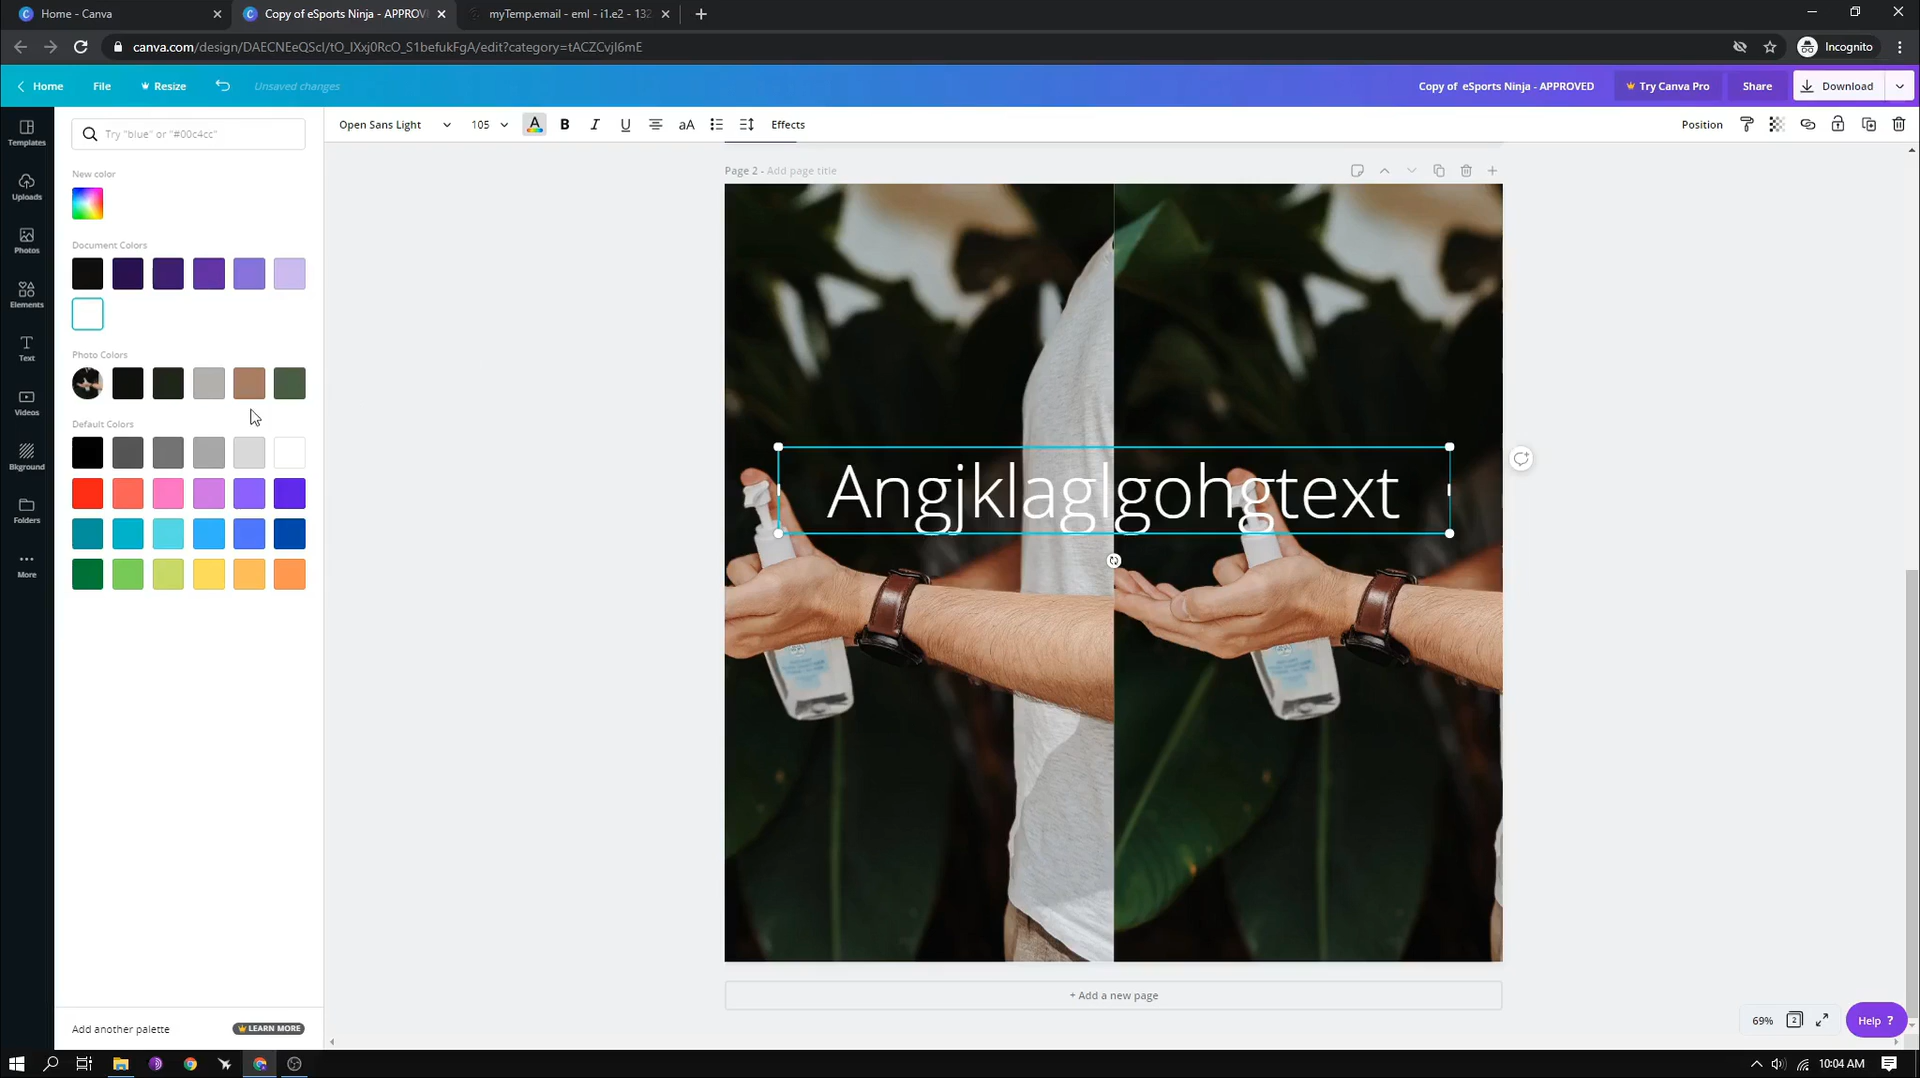 Home - Canva
Copy of eSports Ninja - APPROVED
myTemp.email - eml - i1.e2 - 132
canva.com/design/DAECNEeQScI/tO_IXxj0RcO_S1befukFgA/edit?category=tACZCvjI6mE
Incognito
Home
File
Resize
Unsaved changes
Copy of eSports Ninja - APPROVED
Try Canva Pro
Share
Download
Templates
Uploads
Photos
Elements
Text
Videos
Bkground
Folders
More
Try "blue" or "#00c4cc"
New color
Document Colors
Photo Colors
Default Colors
Add another palette
LEARN MORE
Open Sans Light
105
A
B
I
U
aA
Effects
Position
Page 2 - Add page title
Angjklaglgohgtext
+ Add a new page
69%
2
Help ?
10:04 AM